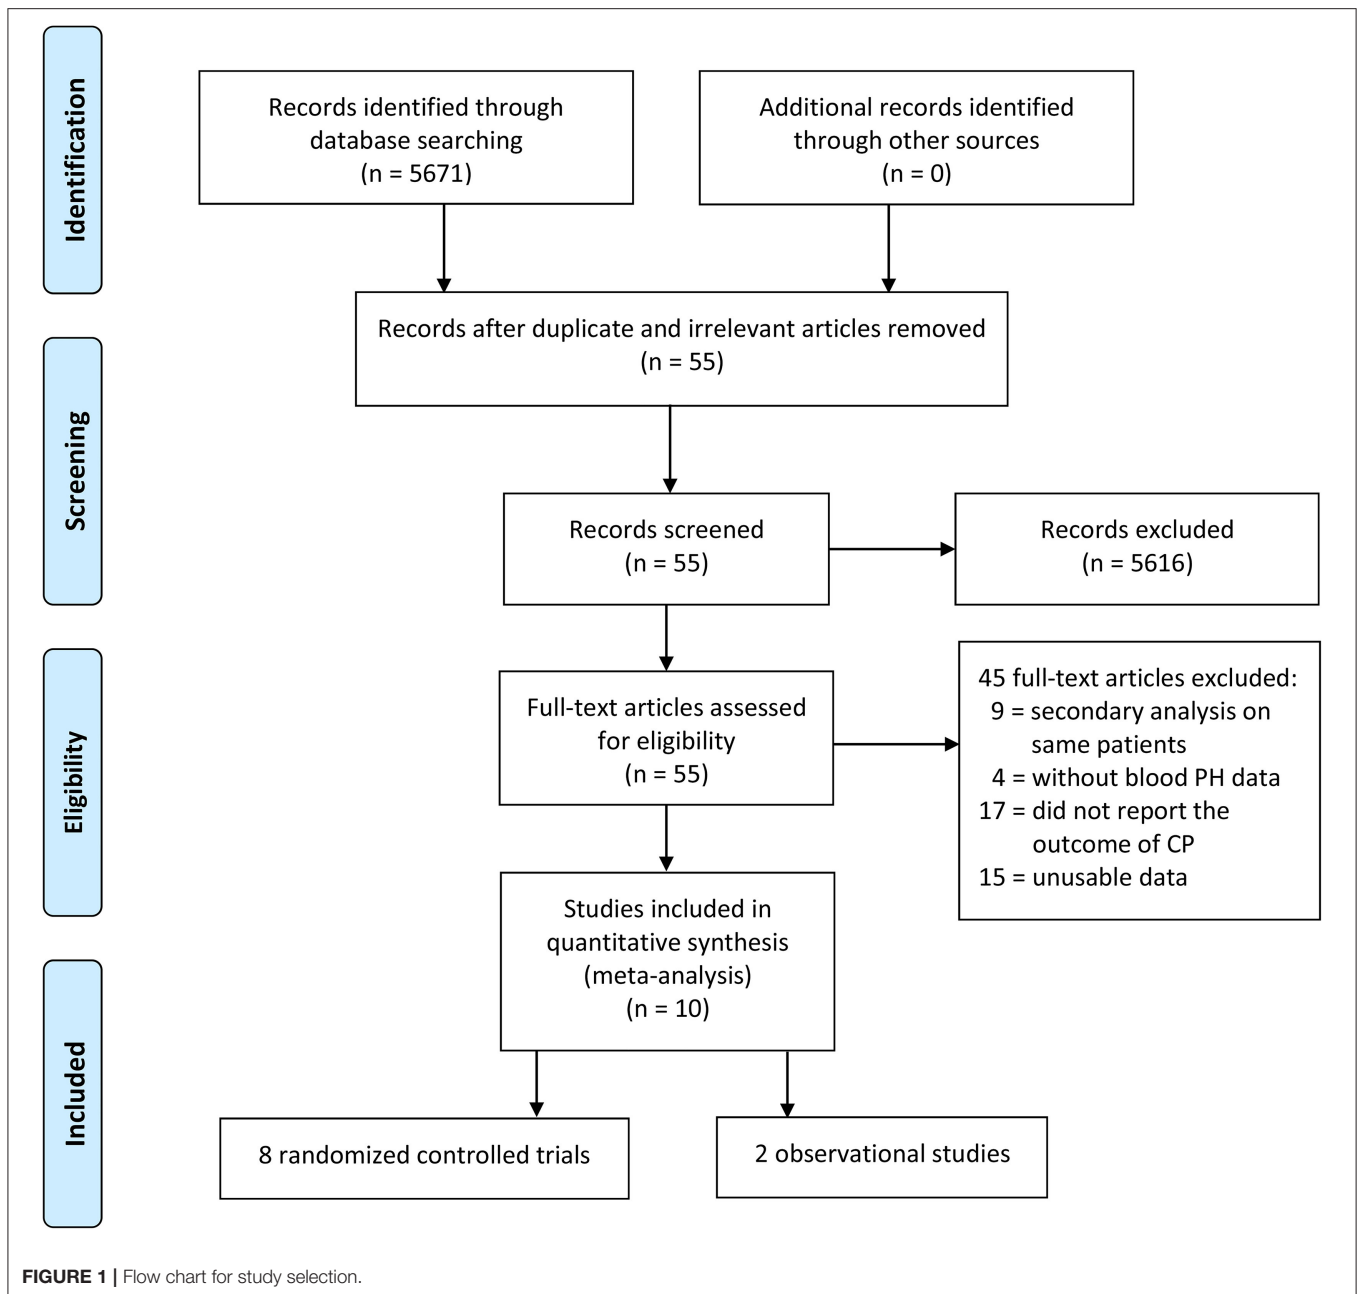 Identification
Records identified through
database searching
(n = 5671)
Additional records identified
through other sources
(n = 0)
Records after duplicate and irrelevant articles removed
(n = 55)
Screening
Records screened
(n = 55)
Records excluded
(n = 5616)
Eligibility
Full-text articles assessed
for eligibility
(n = 55)
45 full-text articles excluded:
9 = secondary analysis on
same patients
4 = without blood PH data
17 = did not report the
outcome of CP
15 = unusable data
Included
Studies included in
quantitative synthesis
(meta-analysis)
(n = 10)
8 randomized controlled trials
2 observational studies
FIGURE 1 | Flow chart for study selection.